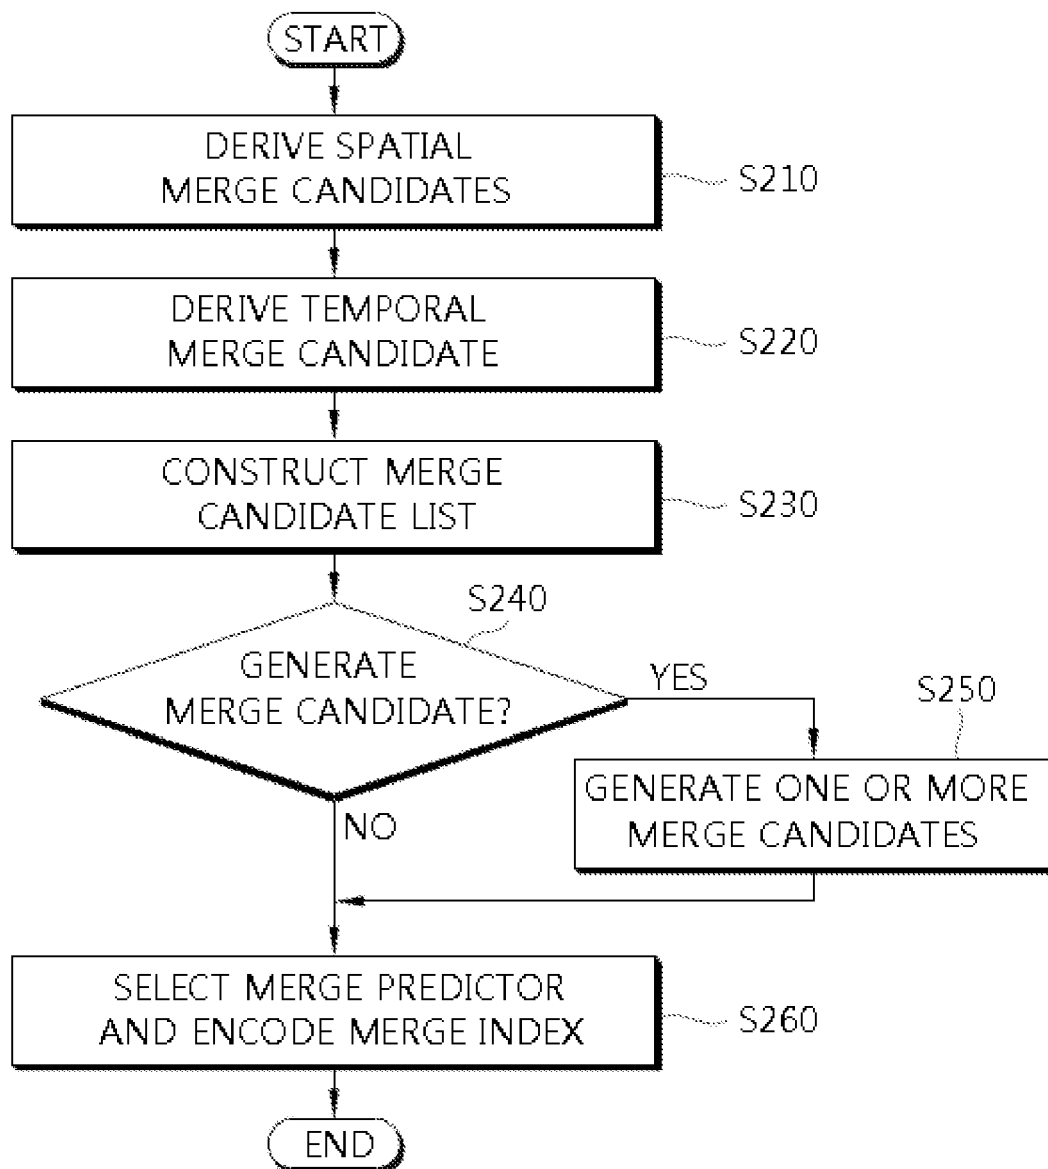 START
DERIVE SPATIAL
MERGE CANDIDATES
S210
DERIVE TEMPORAL
MERGE CANDIDATE
S220
CONSTRUCT MERGE
CANDIDATE LIST
S230
S240
GENERATE
MERGE CANDIDATE?
YES
S250
GENERATE ONE OR MORE
MERGE CANDIDATES
NO
SELECT MERGE PREDICTOR
AND ENCODE MERGE INDEX
S260
END